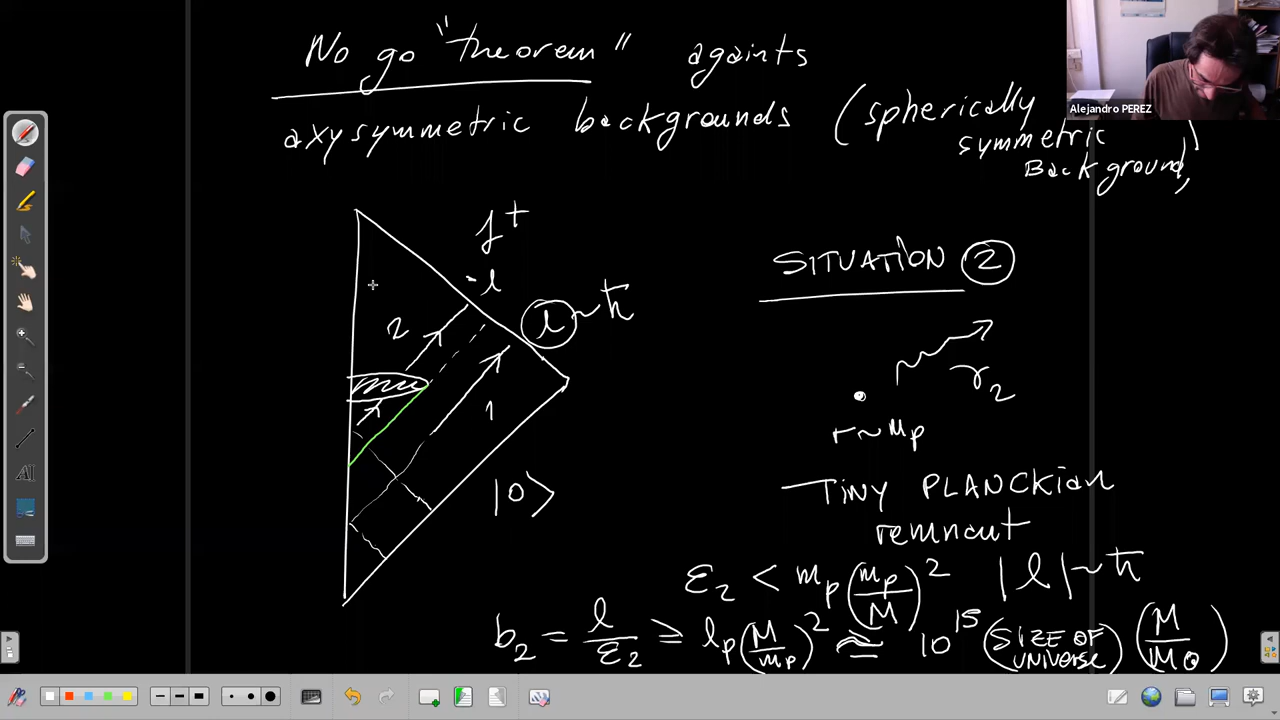 No go "theorem" againts
axysymmetric backgrounds (spherically
symmetric
Background)
Alejandro PEREZ
J+
- l
l ~ ħ
2
1
|0⟩
SITUATION 2
γ2
r ~ mp
TINY PLANCKian
remnant
ε2 < mp (mp/M)^2 |l| ~ ħ
b2 = l/ε2 ≥ lp (M/mp)^2 ≈ 10^15 (SIZE OF UNIVERSE) (M/M⊙)
AI